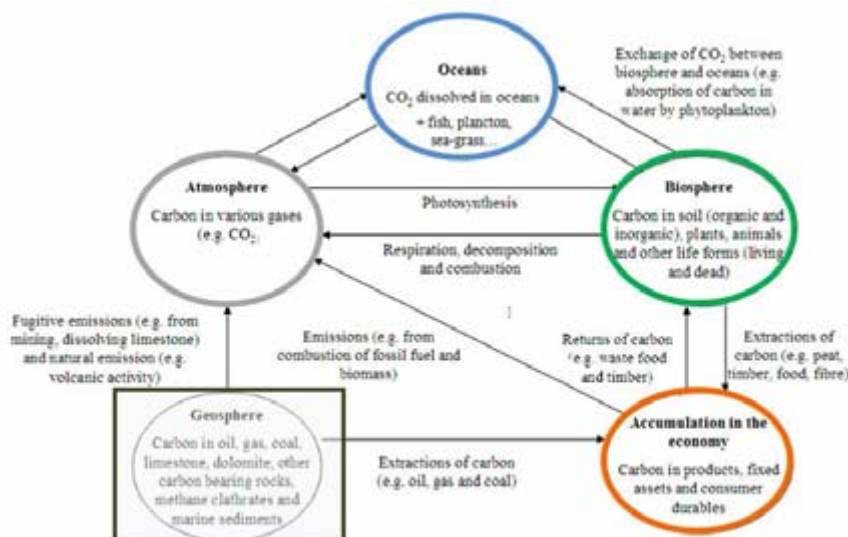 Oceans
CO₂ dissolved in oceans
+ fish, plancton,
sea-grass...
Exchange of CO₂ between
biosphere and oceans (e.g.
absorption of carbon in
water by phytoplankton)
Atmosphere
Carbon in various gases
(e.g. CO₂)
Photosynthesis
Respiration, decomposition
and combustion
Biosphere
Carbon in soil (organic and
inorganic), plants, animals
and other life forms (living
and dead)
Fugitive emissions (e.g. from
mining, dissolving limestone)
and natural emission (e.g.
volcanic activity)
Emissions (e.g. from
combustion of fossil fuel and
biomass)
Returns of carbon
(e.g. waste food
and timber)
Extractions of
carbon (e.g. peat,
timber, food, fibre)
Geosphere
Carbon in oil, gas, coal,
limestone, dolomite, other
carbon bearing rocks,
methane clathrates and
marine sediments
Extractions of carbon
(e.g. oil, gas and coal)
Accumulation in the
economy
Carbon in products, fixed
assets and consumer
durables